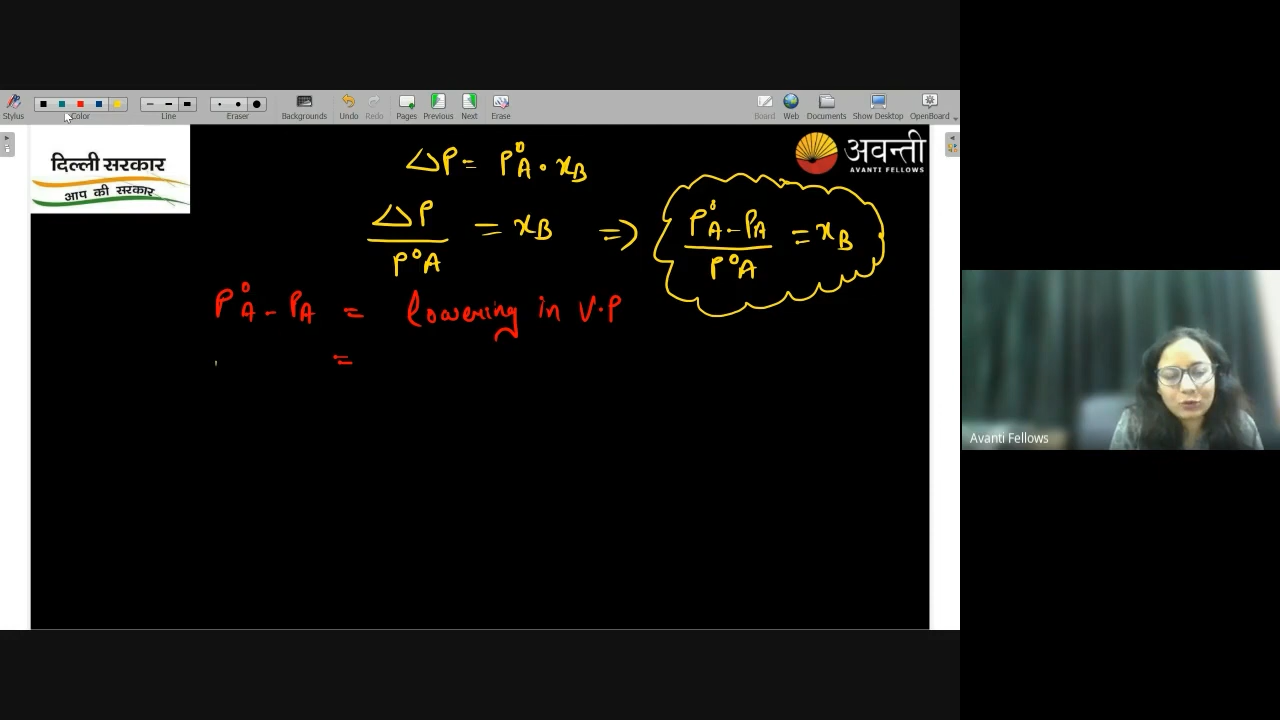 Stylus Color Line Eraser Backgrounds Undo Redo Pages Previous Next Erase Board Web Documents Show Desktop OpenBoard
दिल्ली सरकार
आप की सरकार
अवन्ती
AVANTI FELLOWS
ΔP = P°A · xB
ΔP / P°A = xB ⇒ P°A - PA / P°A = xB
P°A - PA = lowering in V.P
=
Avanti Fellows